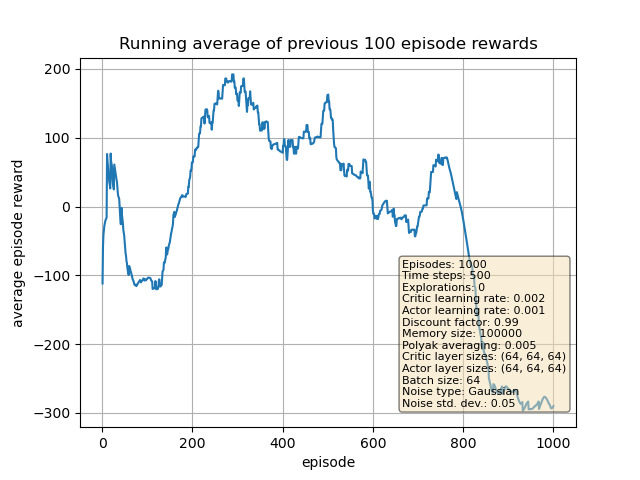 Running average of previous 100 episode rewards
average episode reward
200
100
0
−100
−200
−300
Episodes: 1000
Time steps: 500
Explorations: 0
Critic learning rate: 0.002
Actor learning rate: 0.001
Discount factor: 0.99
Memory size: 100000
Polyak averaging: 0.005
Critic layer sizes: (64, 64, 64)
Actor layer sizes: (64, 64, 64)
Batch size: 64
Noise type: Gaussian
Noise std. dev.: 0.05
0 200 400 600 800 1000
episode